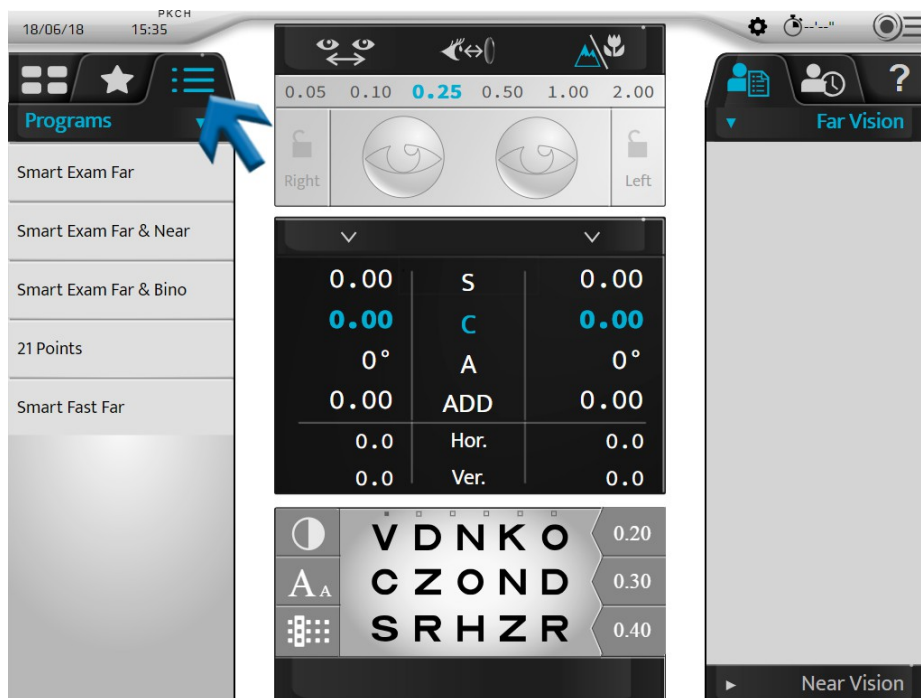 PKCH
18/06/18 15:35 --'--"
Programs
Smart Exam Far
Smart Exam Far & Near
Smart Exam Far & Bino
21 Points
Smart Fast Far
0.05 0.10 0.25 0.50 1.00 2.00
Right Left
0.00 S 0.00
0.00 C 0.00
0° A 0°
0.00 ADD 0.00
0.0 Hor. 0.0
0.0 Ver. 0.0
V D N K O 0.20
A A C Z O N D 0.30
S R H Z R 0.40
?
Far Vision
Near Vision